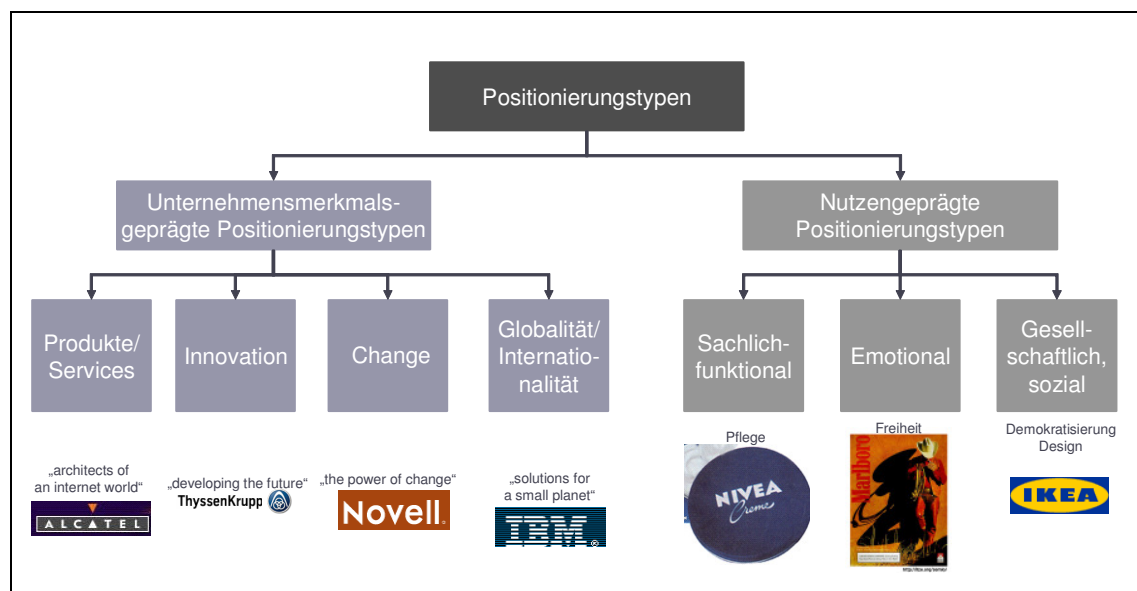 Positionierungstypen
Unternehmensmerkmals-
geprägte Positionierungstypen
Nutzengeprägte
Positionierungstypen
Produkte/
Services
Innovation
Change
Globalität/
Internatio-
nalität
Sachlich-
funktional
Emotional
Gesell-
schaftlich,
sozial
„architects of
an internet world“
ALCATEL
„developing the future“
ThyssenKrupp
„the power of change“
Novell®
„solutions for
a small planet“
IBM®
Pflege
NIVEA
Creme
Freiheit
Marlboro
Demokratisierung
Design
IKEA